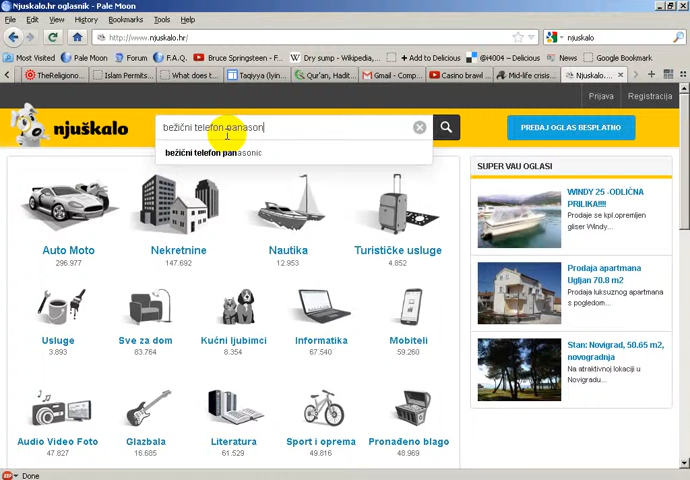 Njuskalo.hr oglasnik - Pale Moon
File Edit View History Bookmarks Tools Help
http://www.njuskalo.hr/
njuskalo
Most Visited Pale Moon Forum F.A.Q. Bruce Springsteen - F... Dry sump - Wikipedia,... Add to Delicious @i4004 – Delicious Google Bookmark
TheReligiono... Islam Permits... What does t... Taqiyya (lyin... Qur'an, Hadit... Gmail - Comp... Casino brawl ... Mid-life crisis... Njuskalo....
Prijava Registracija
njuškalo
bežični telefon panason
PREDAJ OGLAS BESPLATNO
bežični telefon panasonic
SUPER VAU OGLASI
Auto Moto
296.977
Nekretnine
147.692
Nautika
12.953
Turističke usluge
4.852
WINDY 25 -ODLIČNA
PRILIKA!!!!
Prodaje se kpl.opremljen
gliser Windy...
Prodaja apartmana
Ugljan 70.8 m2
Prodaja luksuznog apartmana
s pogledom...
Usluge
3.893
Sve za dom
83.764
Kućni ljubimci
8.354
Informatika
67.540
Mobiteli
59.260
Stan: Novigrad, 50.65 m2,
novogradnja
Na atraktivnoj lokaciji u
Novigradu...
Audio Video Foto
47.827
Glazbala
16.685
Literatura
61.529
Sport i oprema
49.816
Pronađeno blago
48.969
Done